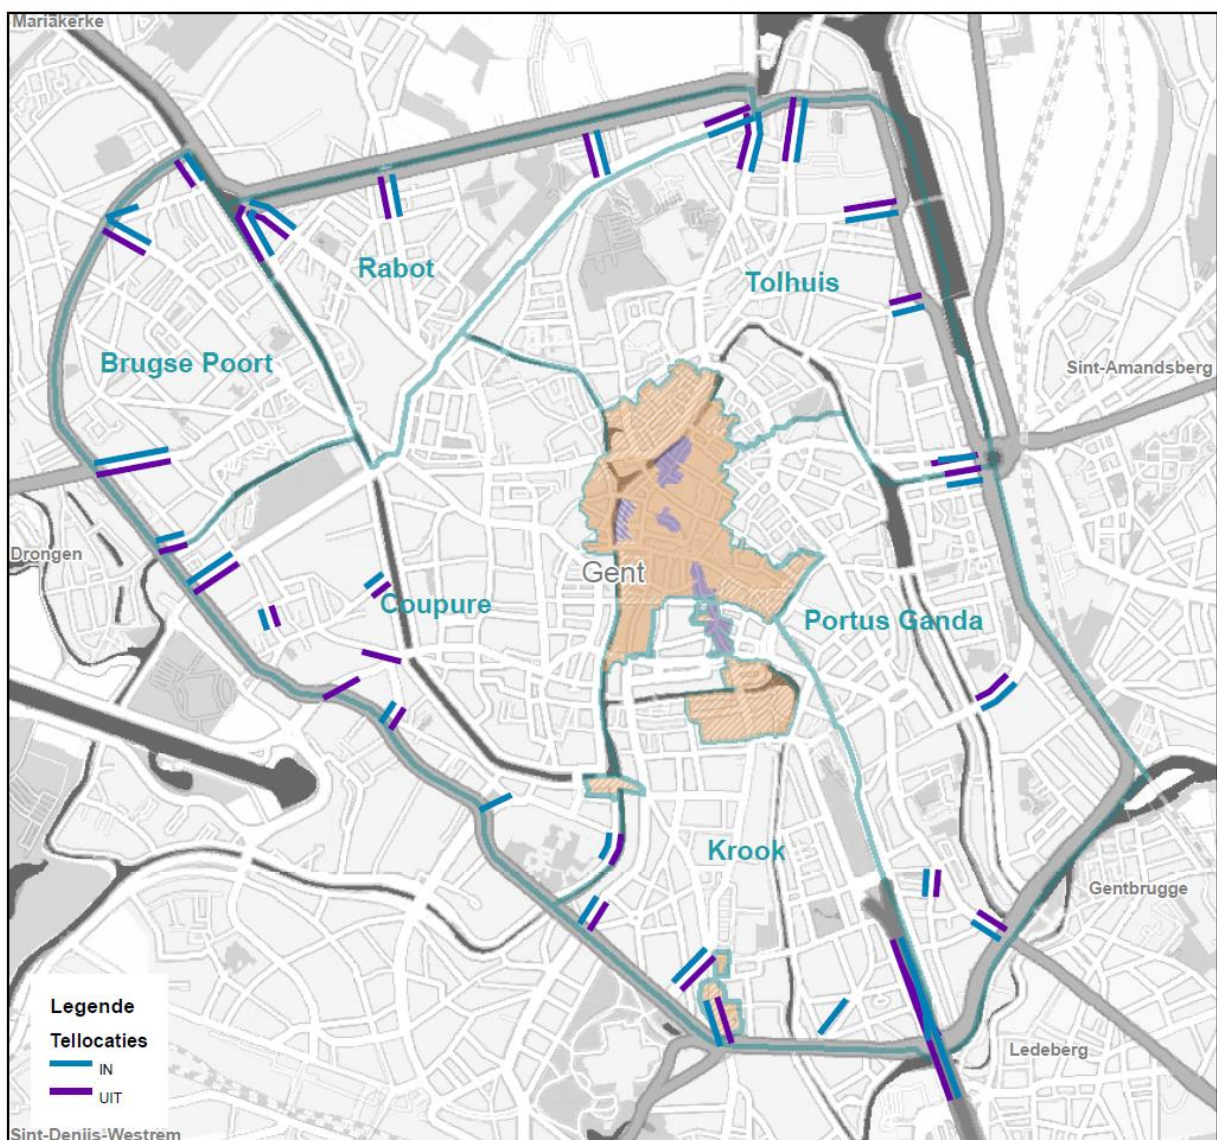 Mariakerke
Rabot
Tolhuis
Brugse Poort
Sint-Amandsberg
Drongen
Gent
Coupure
Portus Ganda
Krook
Gentbrugge
Legende
Tellocaties
IN
UIT
Ledeberg
Sint-Denijs-Westrem